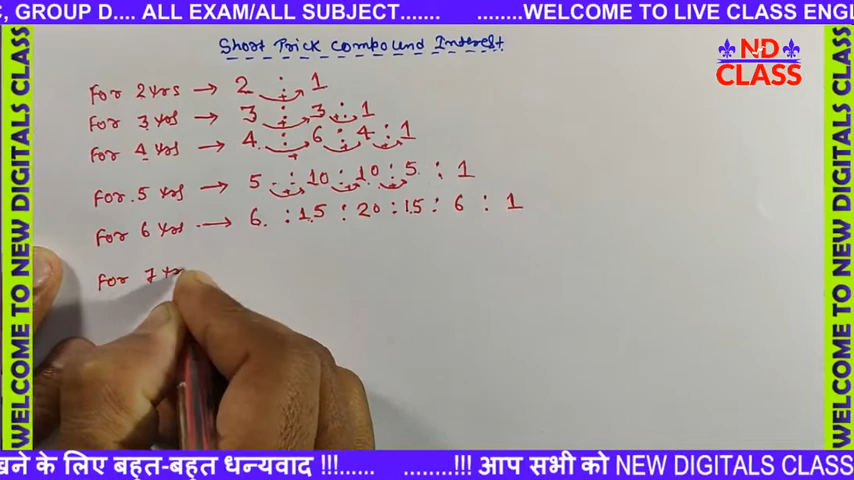 C, GROUP D.... ALL EXAM/ALL SUBJECT....... ........WELCOME TO LIVE CLASS ENGL
Short Trick Compound Interest
ND
CLASS
For 2yrs → 2 : 1
For 3 yrs → 3 : 3 : 1
For 4 yrs → 4 : 6 : 4 : 1
For 5 yrs → 5 : 10 : 10 : 5 : 1
For 6 yrs → 6 : 15 : 20 : 15 : 6 : 1
For 7 yr
WELCOME TO NEW DIGITALS CLASS
WELCOME TO NEW DIGITALS CLASS
खने के लिए बहुत-बहुत धन्यवाद !!!...... ........!!! आप सभी को NEW DIGITALS CLASS